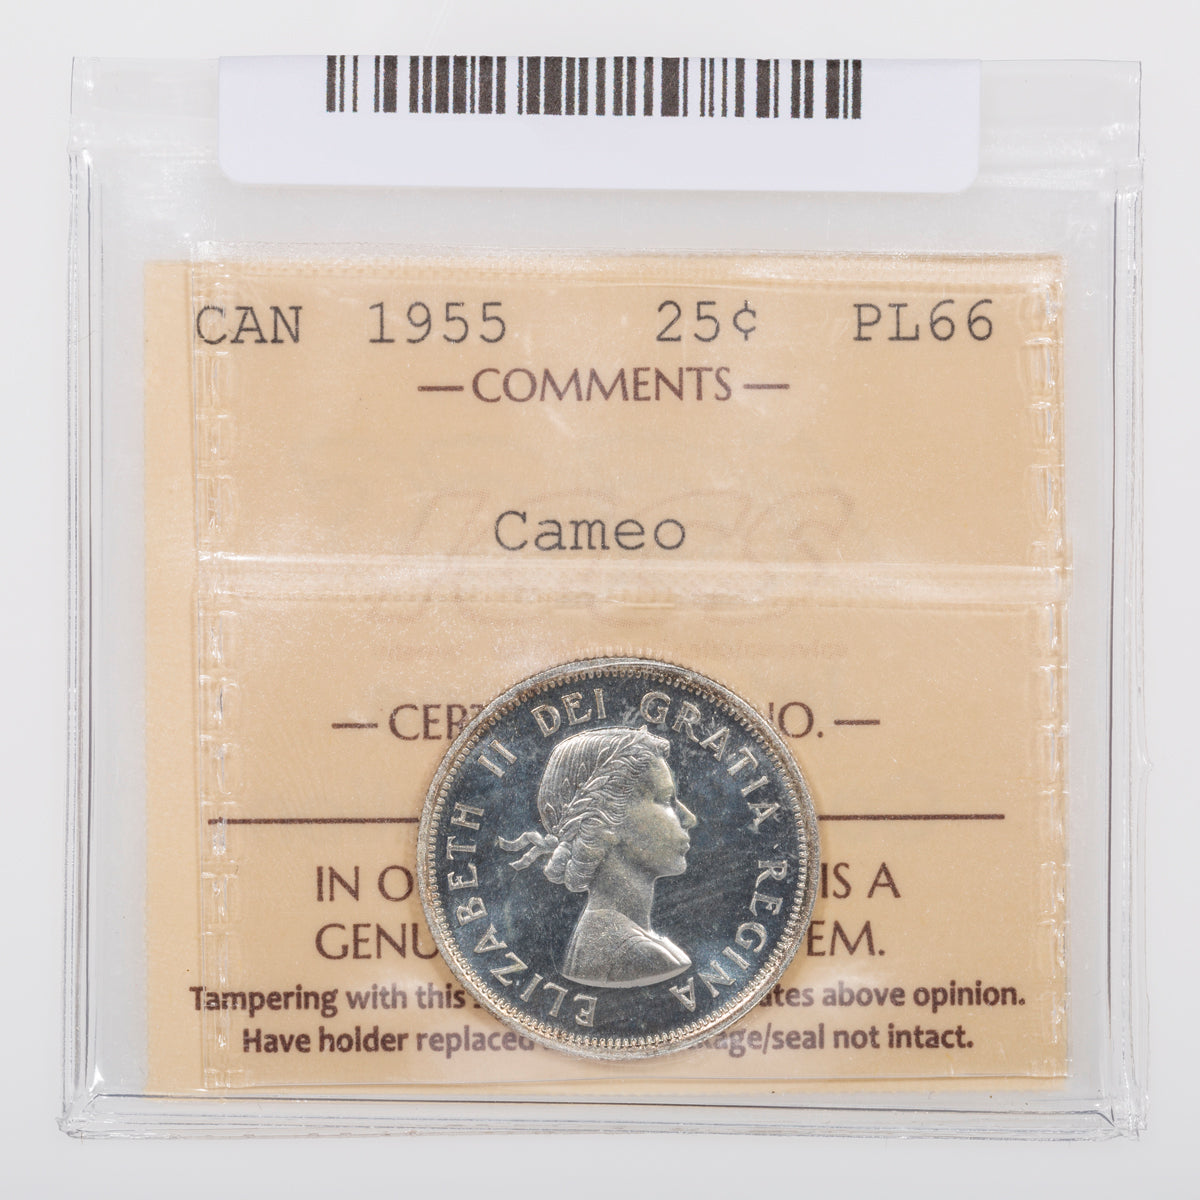 CAN 1955 25¢ PL66
— COMMENTS —
Cameo
— CERT NO. —
IN O IS A
GENU EM.
Tampering with this ates above opinion.
Have holder replaced kage/seal not intact.
ELIZABETH II DEI GRATIA REGINA